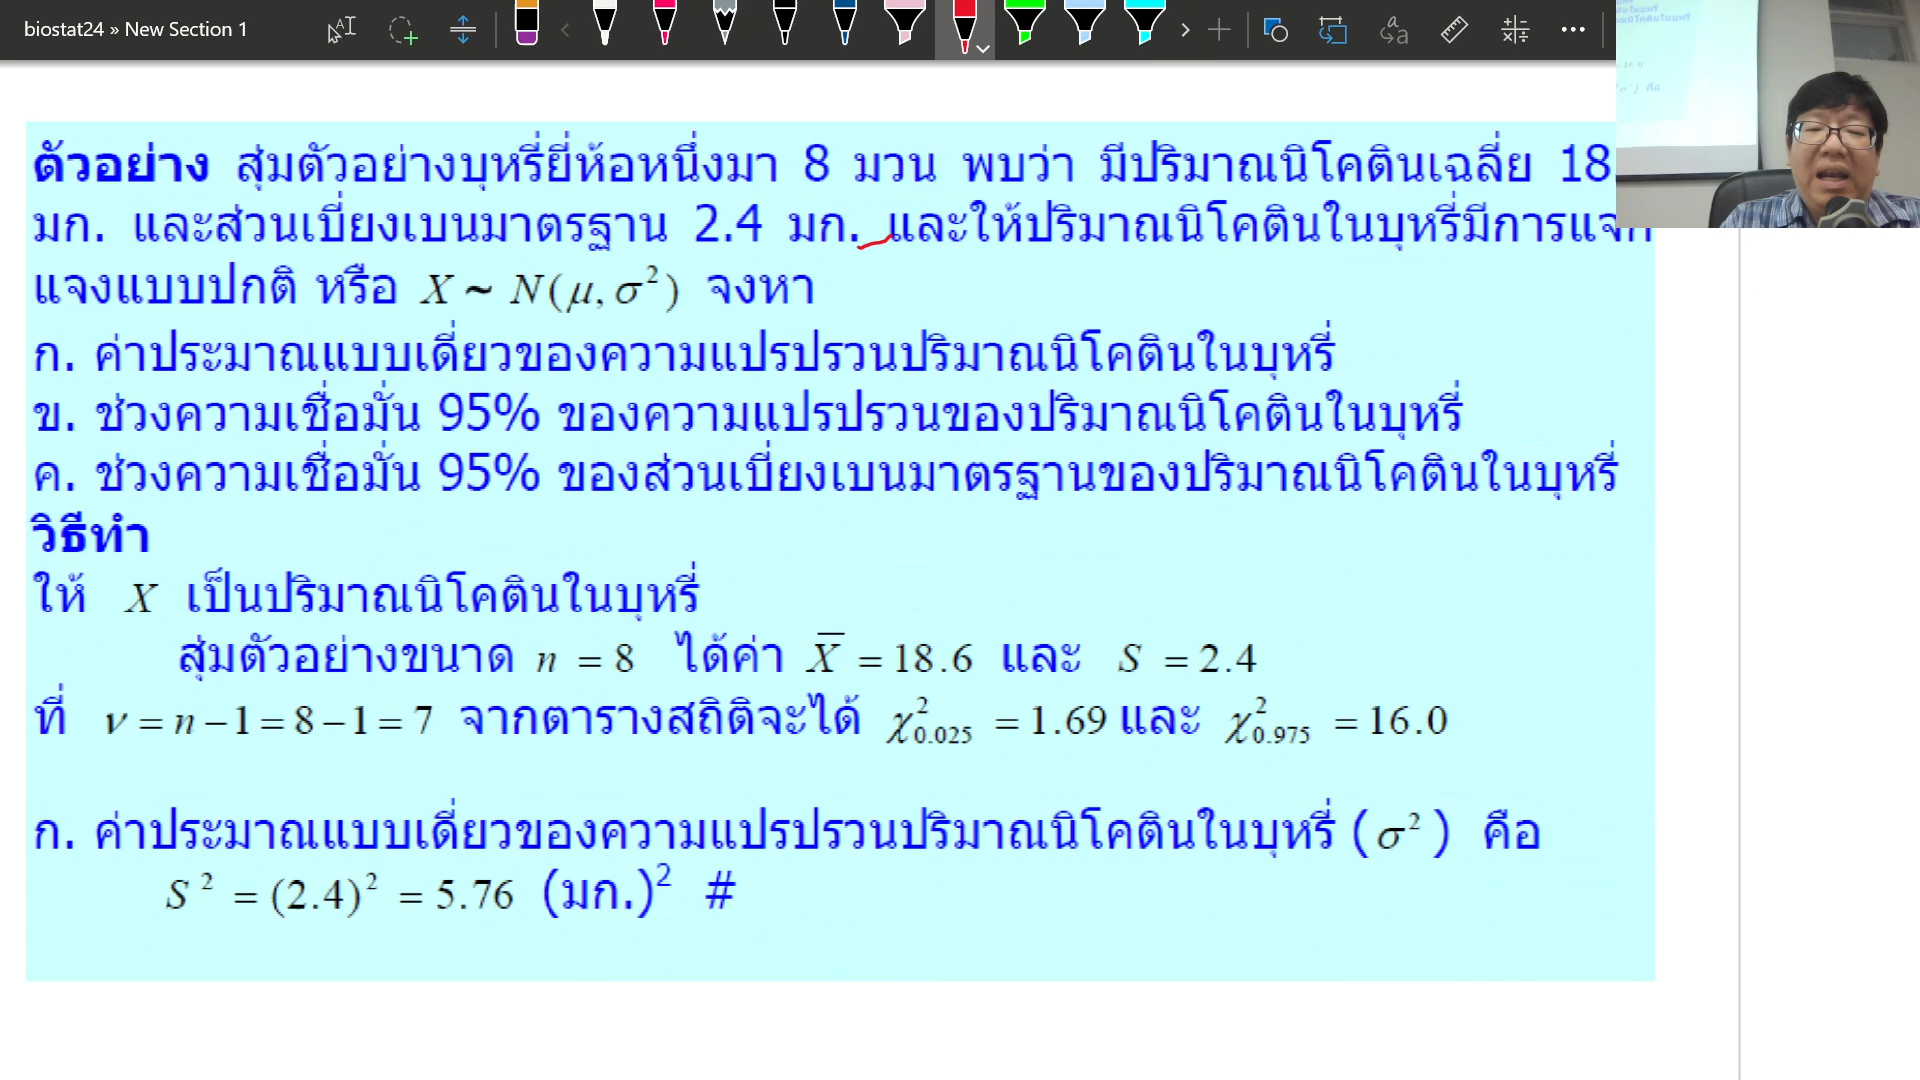 biostat24 » New Section 1
ตัวอย่าง สุ่มตัวอย่างบุหรี่ยี่ห้อหนึ่งมา 8 มวน พบว่า มีปริมาณนิโคตินเฉลี่ย 18
มก. และส่วนเบี่ยงเบนมาตรฐาน 2.4 มก. และให้ปริมาณนิโคตินในบุหรี่มีการแจก
แจงแบบปกติ หรือ X ~ N(μ, σ²) จงหา
ก. ค่าประมาณแบบเดี่ยวของความแปรปรวนปริมาณนิโคตินในบุหรี่
ข. ช่วงความเชื่อมั่น 95% ของความแปรปรวนของปริมาณนิโคตินในบุหรี่
ค. ช่วงความเชื่อมั่น 95% ของส่วนเบี่ยงเบนมาตรฐานของปริมาณนิโคตินในบุหรี่
วิธีทำ
ให้ X เป็นปริมาณนิโคตินในบุหรี่
สุ่มตัวอย่างขนาด n = 8 ได้ค่า X̄ = 18.6 และ S = 2.4
ที่ ν = n − 1 = 8 − 1 = 7 จากตารางสถิติจะได้ χ²0.025 = 1.69 และ χ²0.975 = 16.0
ก. ค่าประมาณแบบเดี่ยวของความแปรปรวนปริมาณนิโคตินในบุหรี่ (σ²) คือ
S² = (2.4)² = 5.76 (มก.)² #